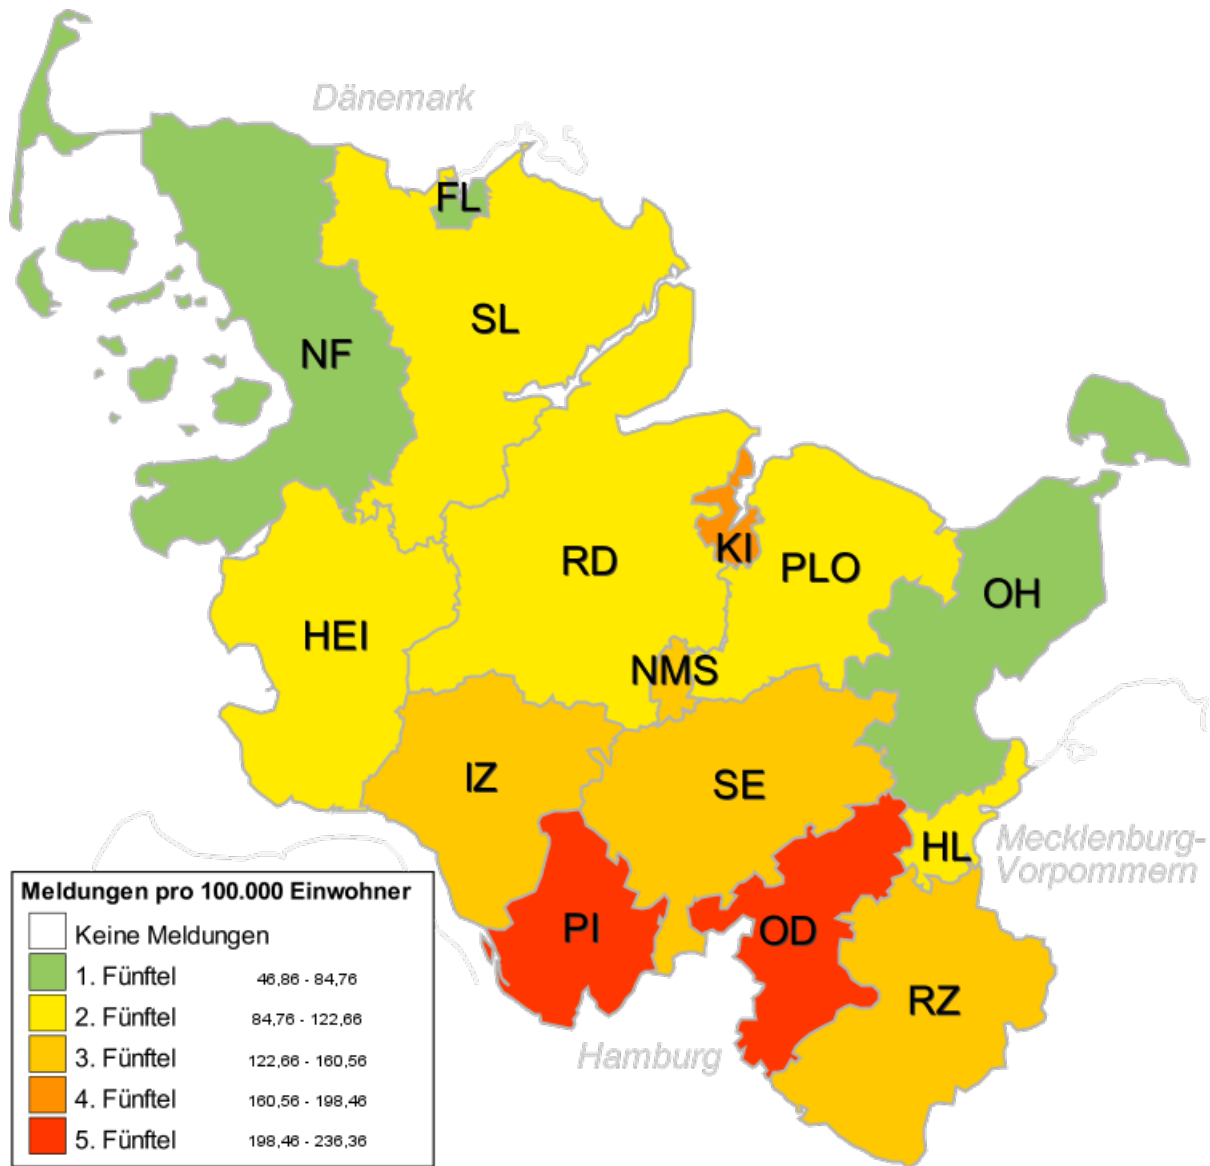 Dänemark
FL
SL
NF
RD
KI
PLO
OH
HEI
NMS
IZ
SE
HL
Mecklenburg-
Vorpommern
PI
OD
RZ
Hamburg
Meldungen pro 100.000 Einwohner
Keine Meldungen
1. Fünftel 46,86 - 84,76
2. Fünftel 84,76 - 122,66
3. Fünftel 122,66 - 160,56
4. Fünftel 160,56 - 198,46
5. Fünftel 198,46 - 236,36